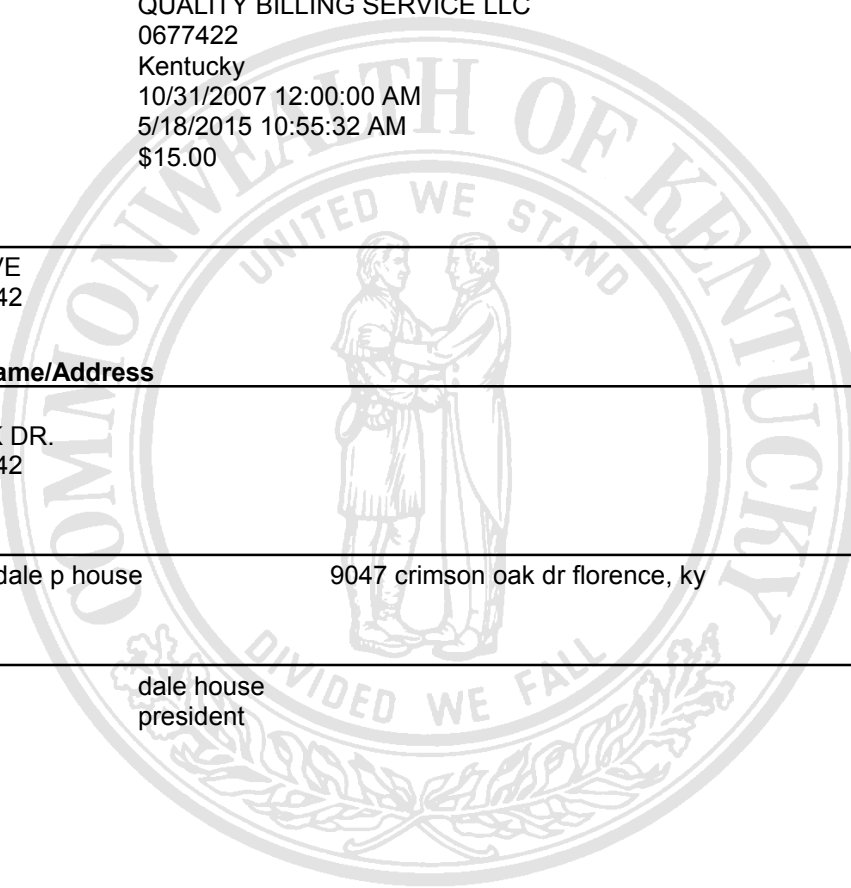 QUALITY BILLING SERVICE LLC
0677422
Kentucky
10/31/2007 12:00:00 AM
5/18/2015 10:55:32 AM
$15.00
VE
42
ame/Address
K DR.
42
dale p house 9047 crimson oak dr florence, ky
dale house
president
COMMONWEALTH OF KENTUCKY
UNITED WE STAND
DIVIDED WE FALL